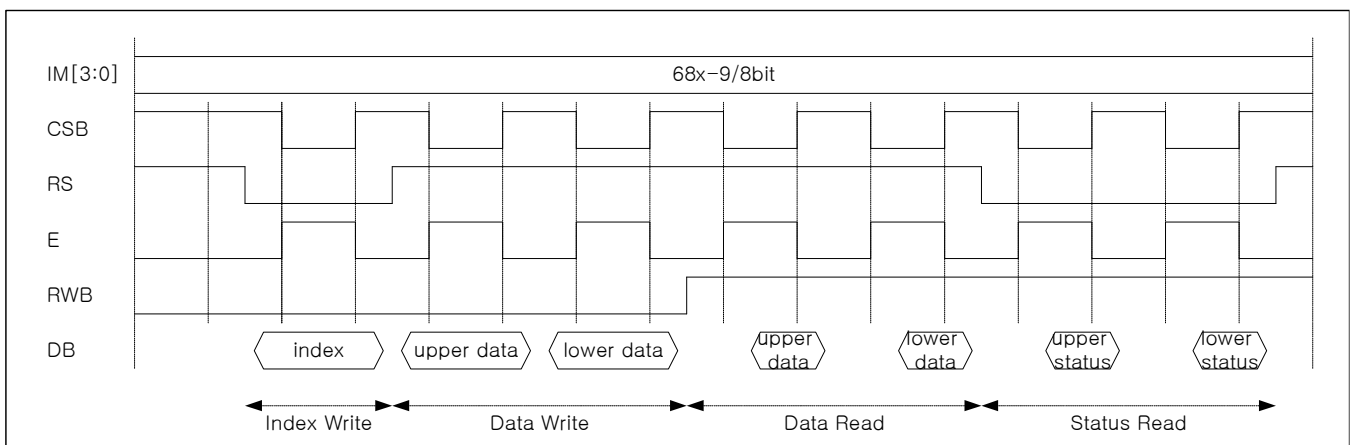 IM[3:0]
68x-9/8bit
CSB
RS
E
RWB
DB
index
upper data
lower data
upper
data
lower
data
upper
status
lower
status
Index Write
Data Write
Data Read
Status Read